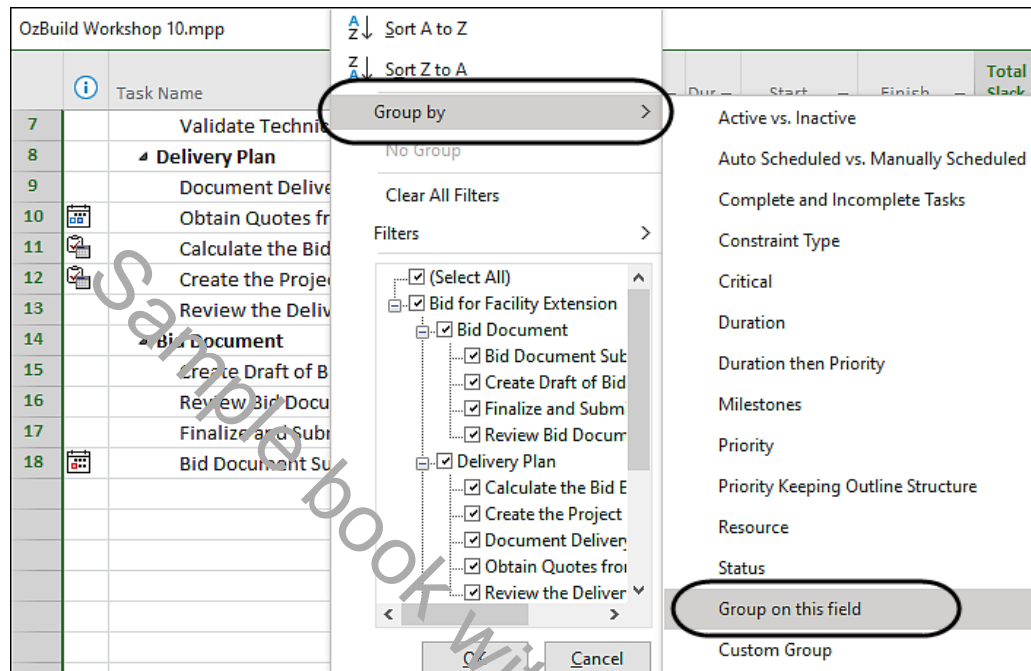 OzBuild Workshop 10.mpp
Task Name
Dur
Start
Finish
Total
Slack
7 Validate Technic
8 Delivery Plan
9 Document Delive
10 Obtain Quotes fr
11 Calculate the Bid
12 Create the Proje
13 Review the Deliv
14 Bid Document
15 Create Draft of B
16 Review Bid Docu
17 Finalize and Subr
18 Bid Document Su
Sort A to Z
Sort Z to A
Group by
No Group
Clear All Filters
Filters
(Select All)
Bid for Facility Extension
Bid Document
Bid Document Sub
Create Draft of Bid
Finalize and Submi
Review Bid Docum
Delivery Plan
Calculate the Bid E
Create the Project
Document Delivery
Obtain Quotes from
Review the Deliver
OK
Cancel
Active vs. Inactive
Auto Scheduled vs. Manually Scheduled
Complete and Incomplete Tasks
Constraint Type
Critical
Duration
Duration then Priority
Milestones
Priority
Priority Keeping Outline Structure
Resource
Status
Group on this field
Custom Group
Sample book wit